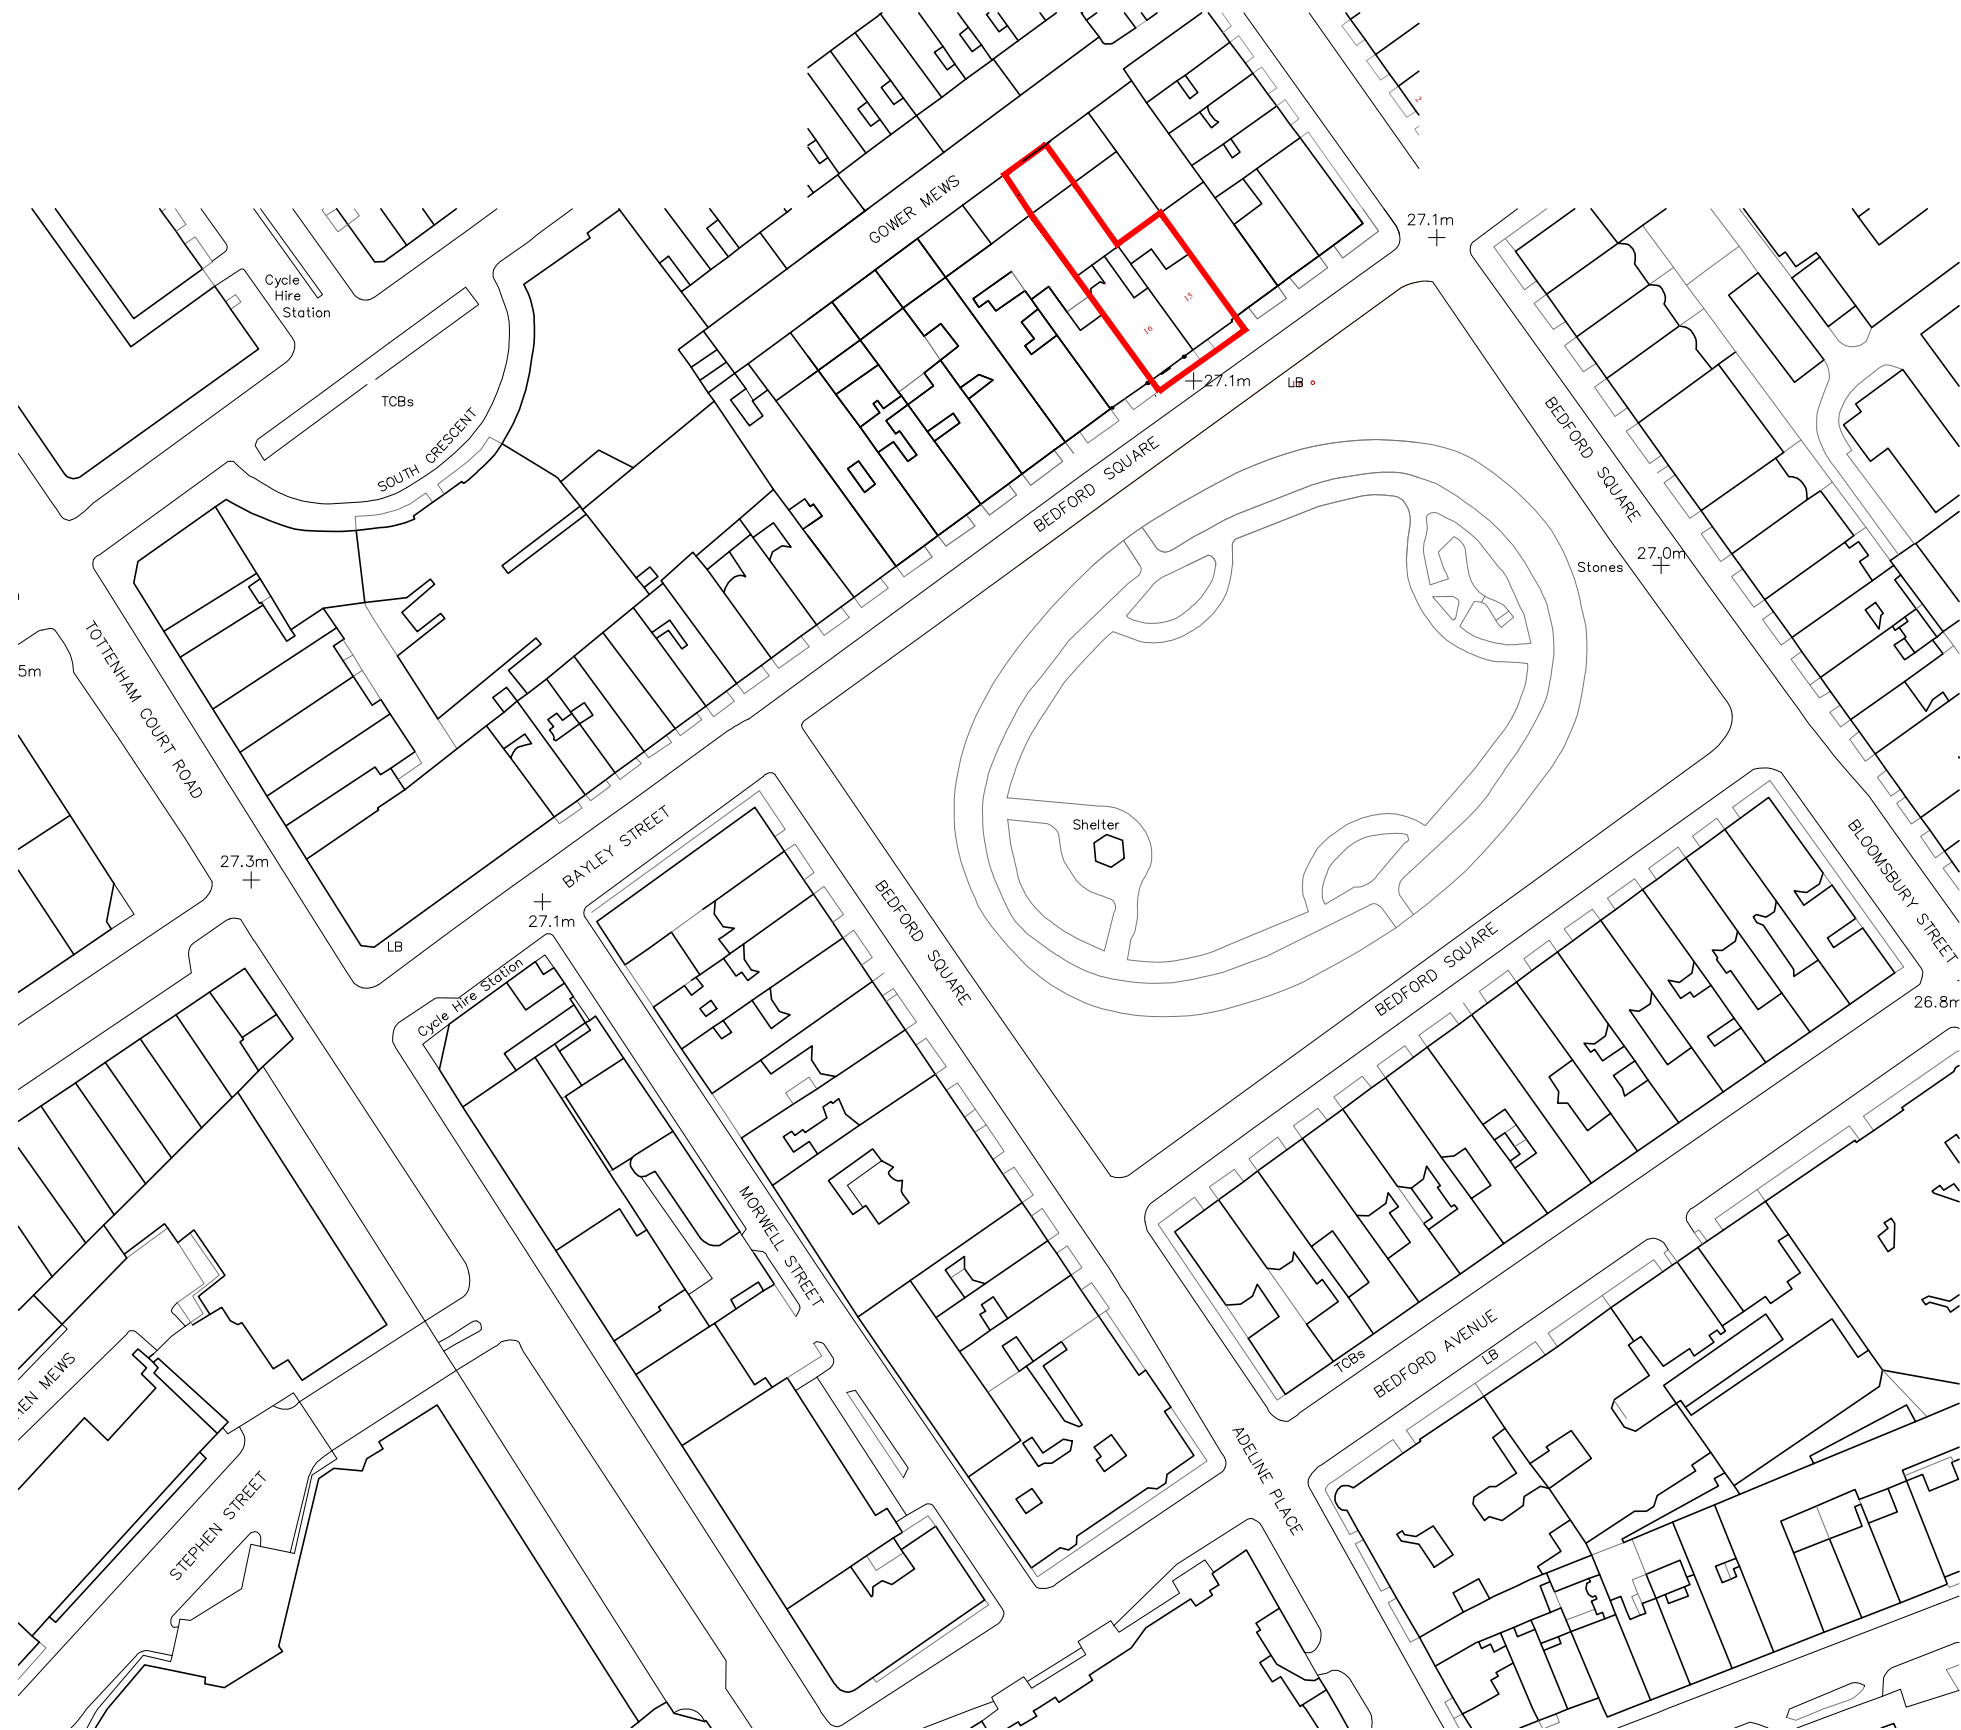 2
GOWER MEWS
27.1m
Cycle
Hire
Station
15
16
27.1m
LB
TCBs
SOUTH CRESCENT
BEDFORD SQUARE
BEDFORD SQUARE
27.0m
Stones
TOTTENHAM COURT ROAD
5m
Shelter
BAYLEY STREET
27.3m
27.1m
LB
BEDFORD SQUARE
BLOOMSBURY STREET
BEDFORD SQUARE
Cycle Hire Station
26.8m
MORWELL STREET
HEN MEWS
TCBs
BEDFORD AVENUE
LB
ADELINE PLACE
STEPHEN STREET